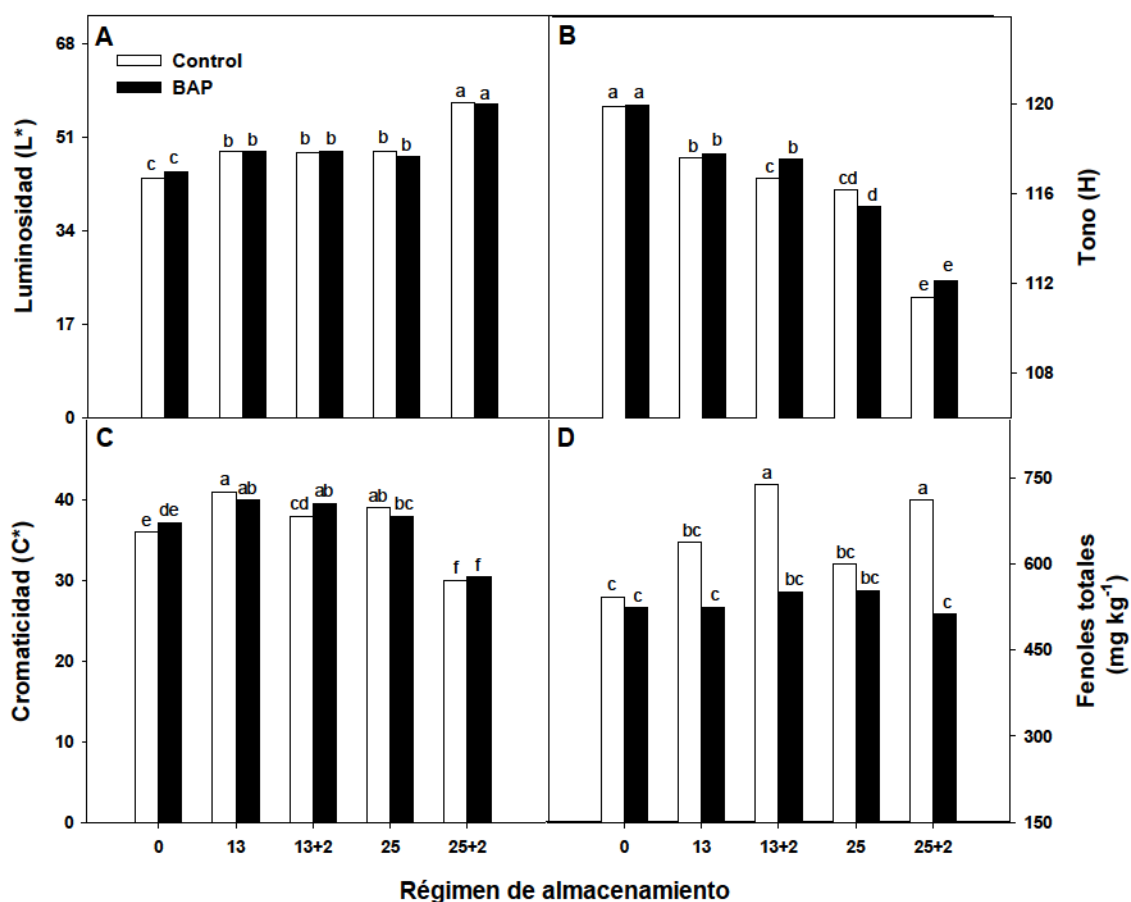 A
Control
BAP
Luminosidad (L*)
68
51
34
17
0
c c b b b b b b a a
B
a a b b c b cd d e e
120
116
112
108
Tono (H)
C
Cromaticidad (C*)
40
30
20
10
0
e de a ab cd ab ab bc f f
0 13 13+2 25 25+2
D
c c bc c a bc bc bc a c
750
600
450
300
150
Fenoles totales
(mg kg⁻¹)
0 13 13+2 25 25+2
Régimen de almacenamiento